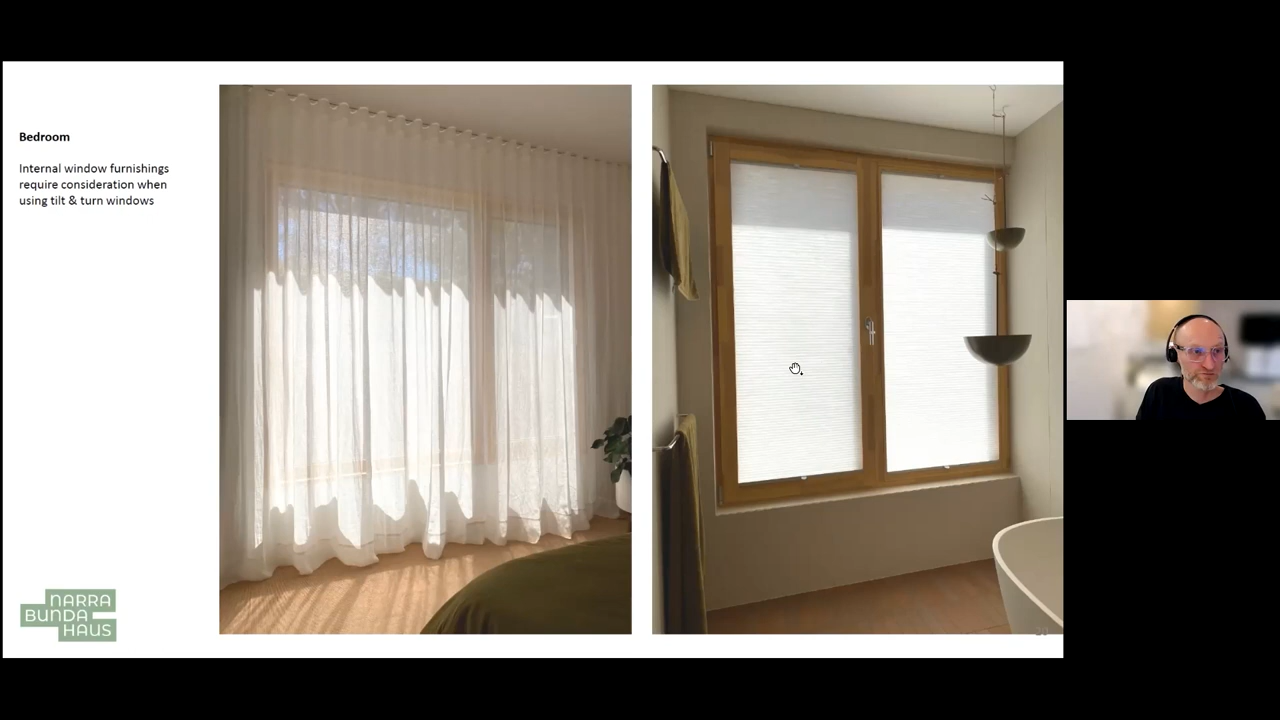 Bedroom
Internal window furnishings
require consideration when
using tilt & turn windows
NARRA
BUNDA
HAUS